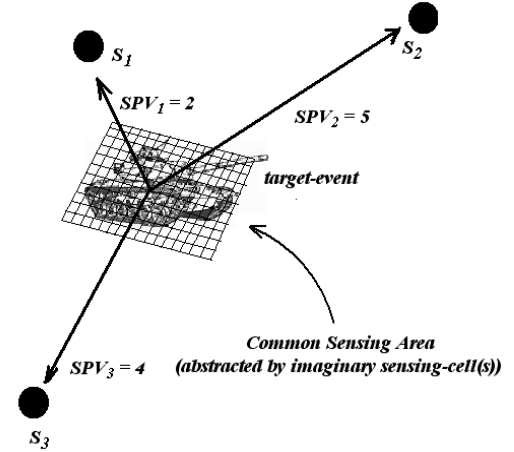 S1
S2
SPV1 = 2
SPV2 = 5
target-event
Common Sensing Area
(abstracted by imaginary sensing-cell(s))
SPV3 = 4
S3